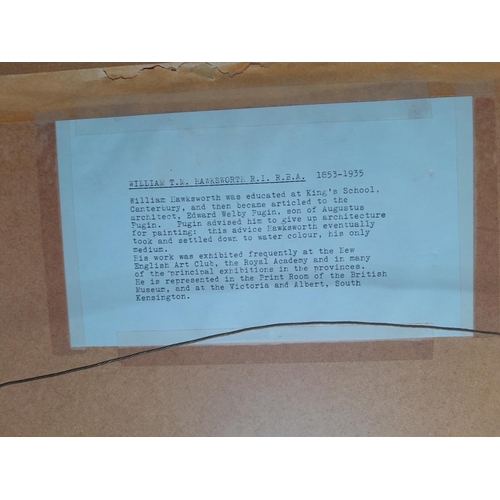 WILLIAM T.M. HAWKSWORTH R.I. R.B.A. 1853-1935
William Hawksworth was educated at King's School,
Canterbury, and then became articled to the
architect, Edward Welby Pugin, son of Augustus
Pugin. Pugin advised him to give up architecture
for painting: this advice Hawksworth eventually
took and settled down to water colour, his only
medium.
His work was exhibited frequently at the New
English Art Club, the Royal Academy and in many
of the principal exhibitions in the provinces.
He is represented in the Print Room of the British
Museum, and at the Victoria and Albert, South
Kensington.